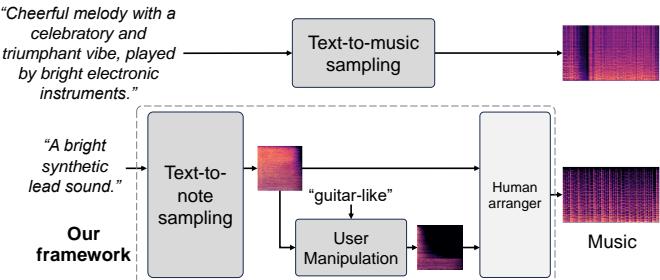 “Cheerful melody with a
celebratory and
triumphant vibe, played
by bright electronic
instruments.”
Text-to-music
sampling
“A bright
synthetic
lead sound.”
Text-to-
note
sampling
“guitar-like”
User
Manipulation
Human
arranger
Music
Our
framework